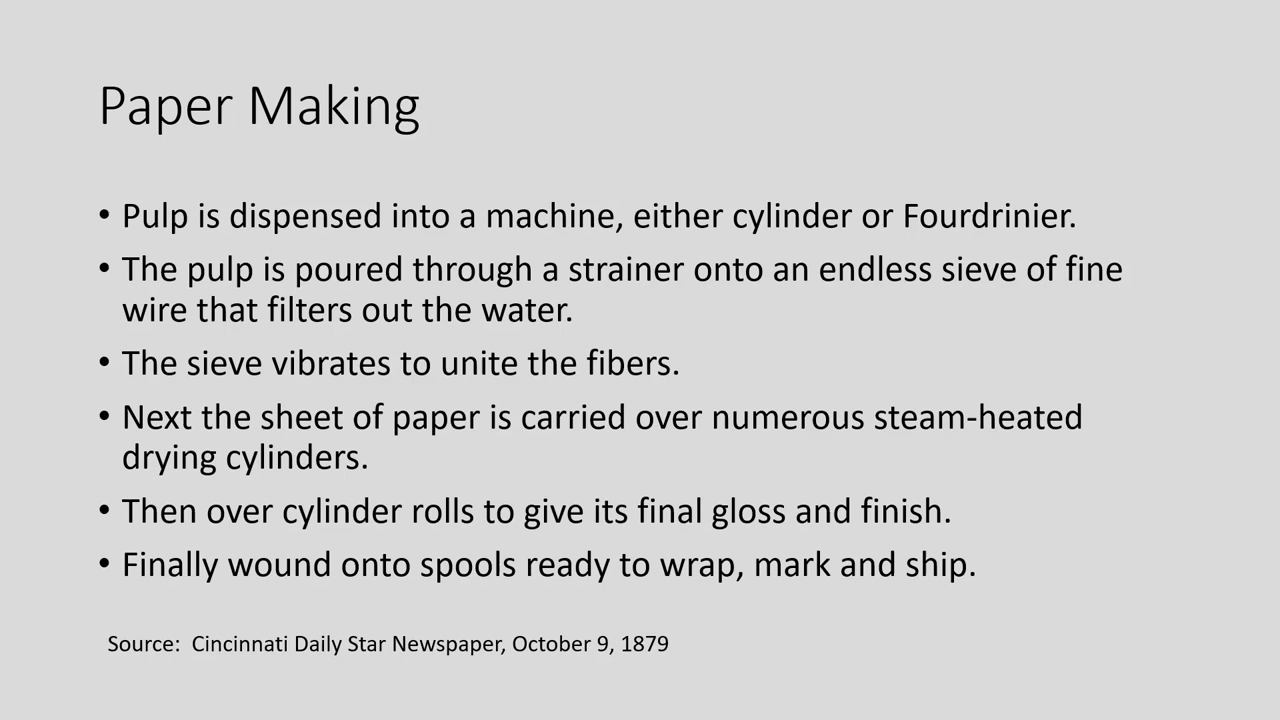 Paper Making
• Pulp is dispensed into a machine, either cylinder or Fourdrinier.
• The pulp is poured through a strainer onto an endless sieve of fine
wire that filters out the water.
• The sieve vibrates to unite the fibers.
• Next the sheet of paper is carried over numerous steam-heated
drying cylinders.
• Then over cylinder rolls to give its final gloss and finish.
• Finally wound onto spools ready to wrap, mark and ship.
Source:  Cincinnati Daily Star Newspaper, October 9, 1879